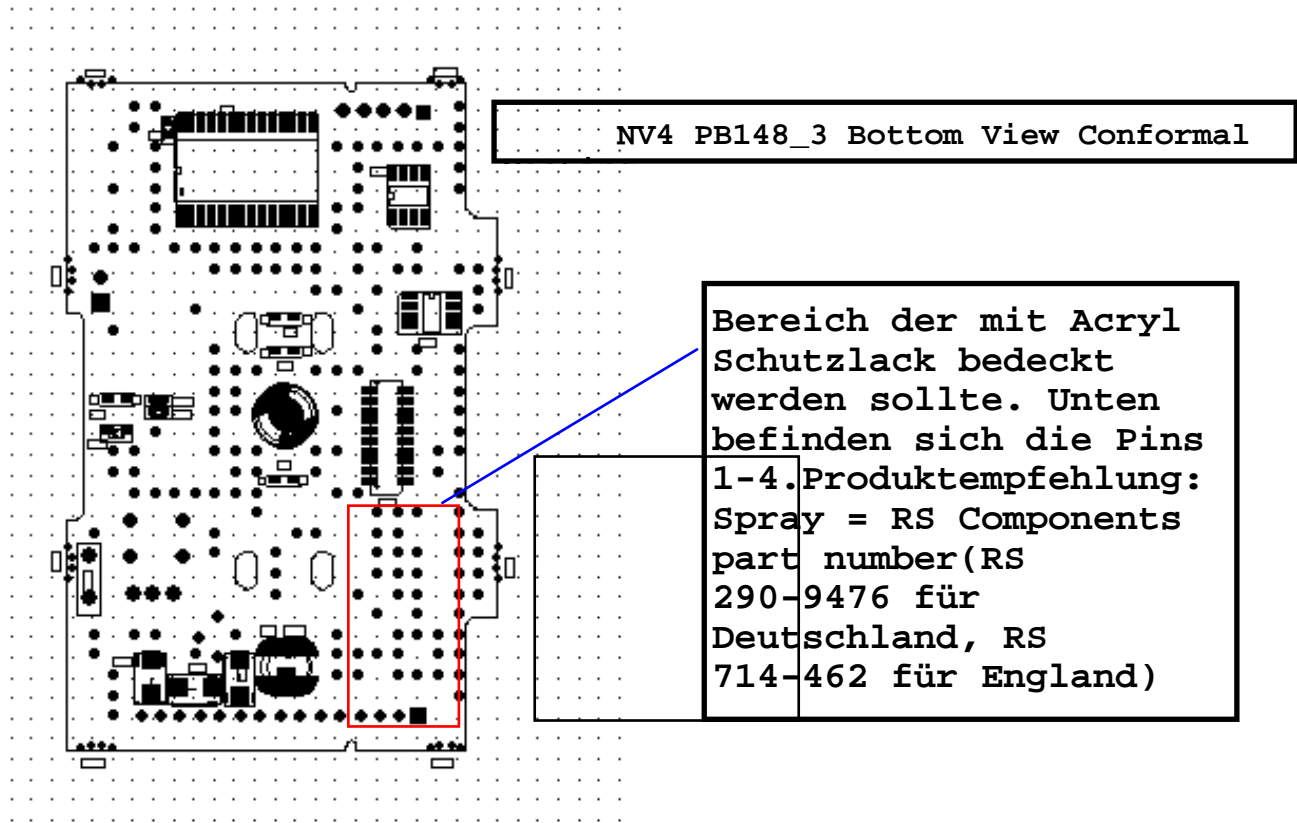 NV4 PB148_3 Bottom View Conformal
Bereich der mit Acryl
Schutzlack bedeckt
werden sollte. Unten
befinden sich die Pins
1-4.Produktempfehlung:
Spray = RS Components
part number(RS
290-9476 für
Deutschland, RS
714-462 für England)